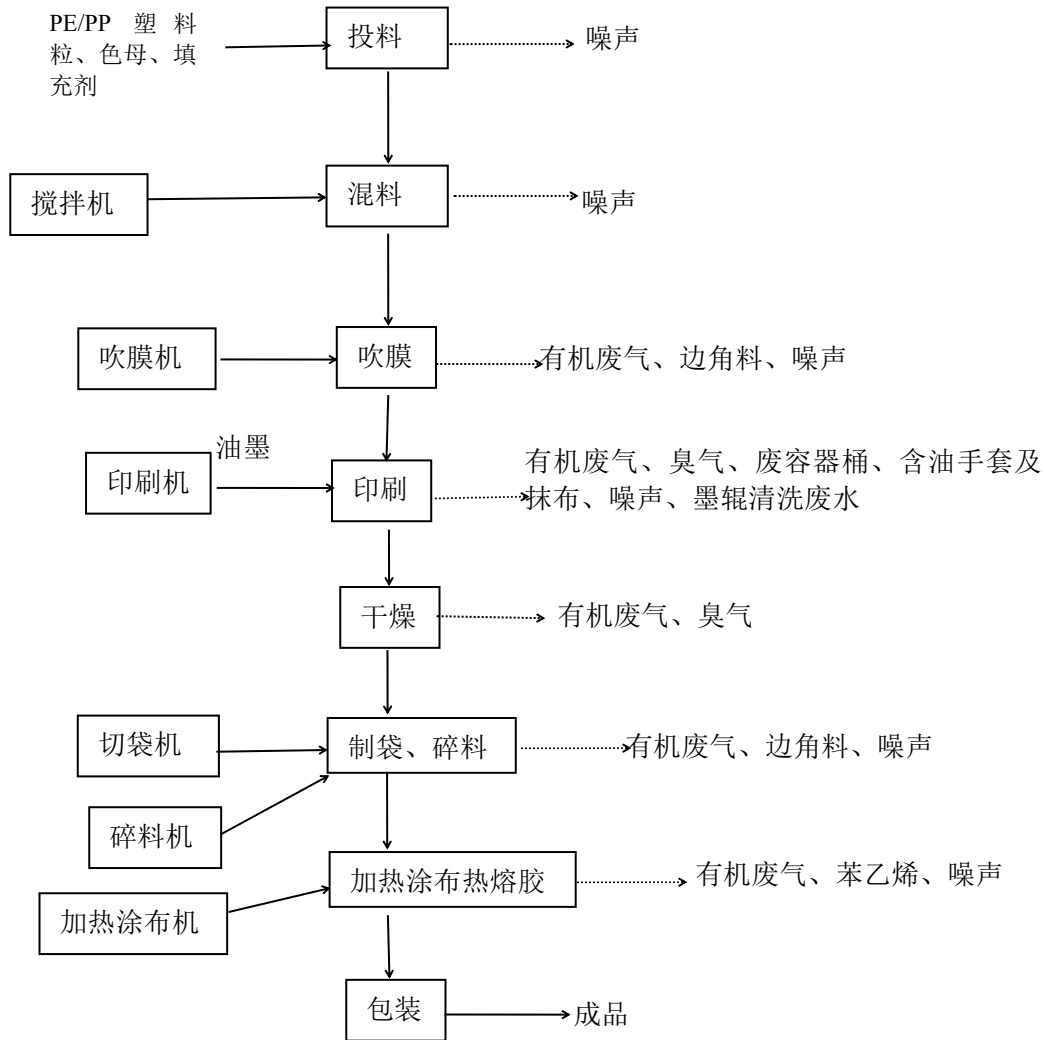 PE/PP 塑料
粒、色母、填
充剂
投料
噪声
搅拌机
混料
噪声
吹膜机
吹膜
有机废气、边角料、噪声
油墨
印刷机
印刷
有机废气、臭气、废容器桶、含油手套及
抹布、噪声、墨辊清洗废水
干燥
有机废气、臭气
切袋机
制袋、碎料
有机废气、边角料、噪声
碎料机
加热涂布热熔胶
有机废气、苯乙烯、噪声
加热涂布机
包装
成品